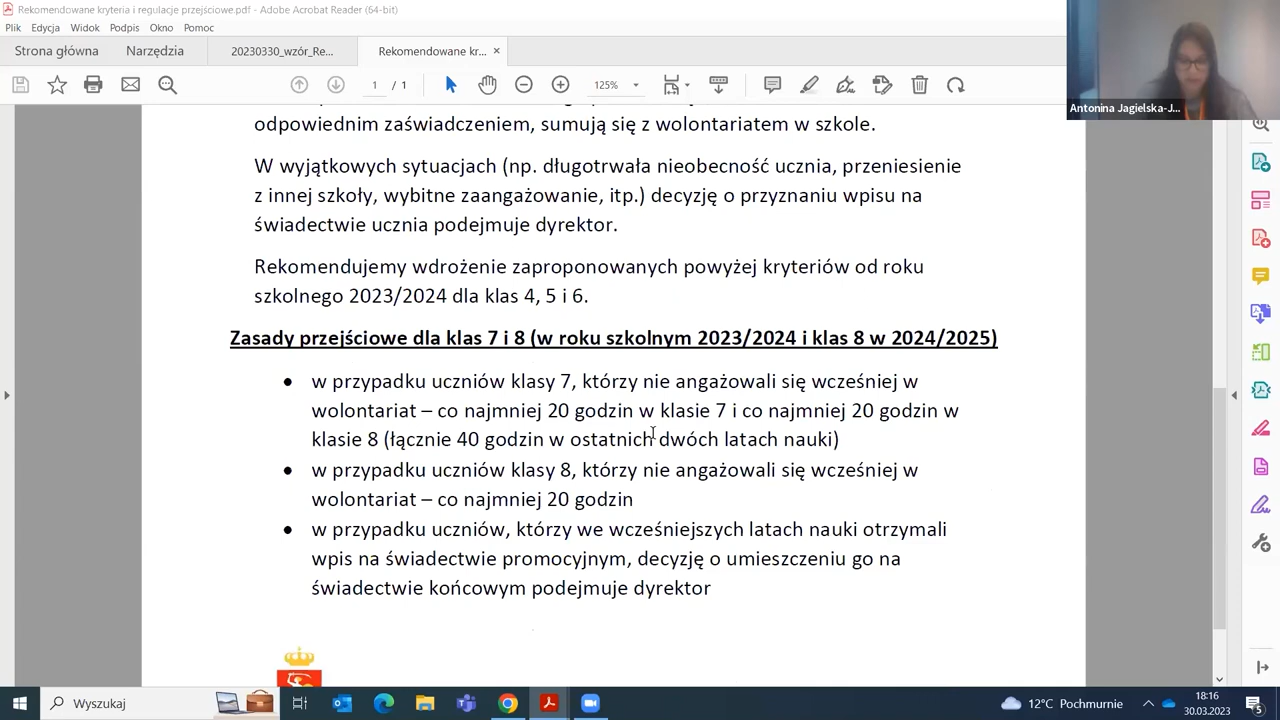 Rekomendowane kryteria i regulacje przejściowe.pdf - Adobe Acrobat Reader (64-bit)
Plik Edycja Widok Podpis Okno Pomoc
Strona główna Narzędzia 20230330_wzór_Re... Rekomendowane kr... ×
1 / 1 125%
Antonina Jagielska-J...
odpowiednim zaświadczeniem, sumują się z wolontariatem w szkole.
W wyjątkowych sytuacjach (np. długotrwała nieobecność ucznia, przeniesienie
z innej szkoły, wybitne zaangażowanie, itp.) decyzję o przyznaniu wpisu na
świadectwie ucznia podejmuje dyrektor.
Rekomendujemy wdrożenie zaproponowanych powyżej kryteriów od roku
szkolnego 2023/2024 dla klas 4, 5 i 6.
Zasady przejściowe dla klas 7 i 8 (w roku szkolnym 2023/2024 i klas 8 w 2024/2025)
• w przypadku uczniów klasy 7, którzy nie angażowali się wcześniej w
wolontariat – co najmniej 20 godzin w klasie 7 i co najmniej 20 godzin w
klasie 8 (łącznie 40 godzin w ostatnich dwóch latach nauki)
• w przypadku uczniów klasy 8, którzy nie angażowali się wcześniej w
wolontariat – co najmniej 20 godzin
• w przypadku uczniów, którzy we wcześniejszych latach nauki otrzymali
wpis na świadectwie promocyjnym, decyzję o umieszczeniu go na
świadectwie końcowym podejmuje dyrektor
Wyszukaj 12°C Pochmurnie 18:16
30.03.2023 5